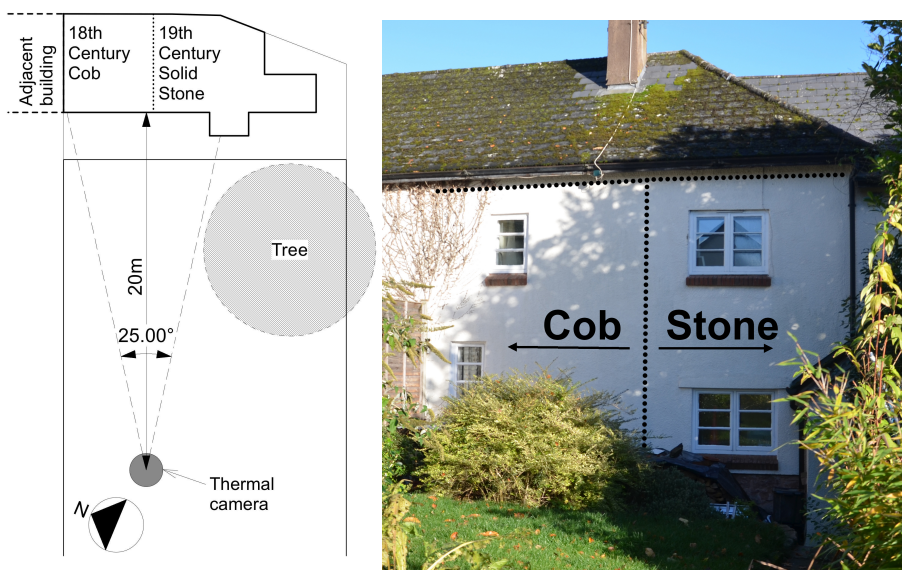 Adjacent
building
18th
Century
Cob
19th
Century
Solid
Stone
Tree
20m
25.00°
Thermal
camera
N
Cob
Stone